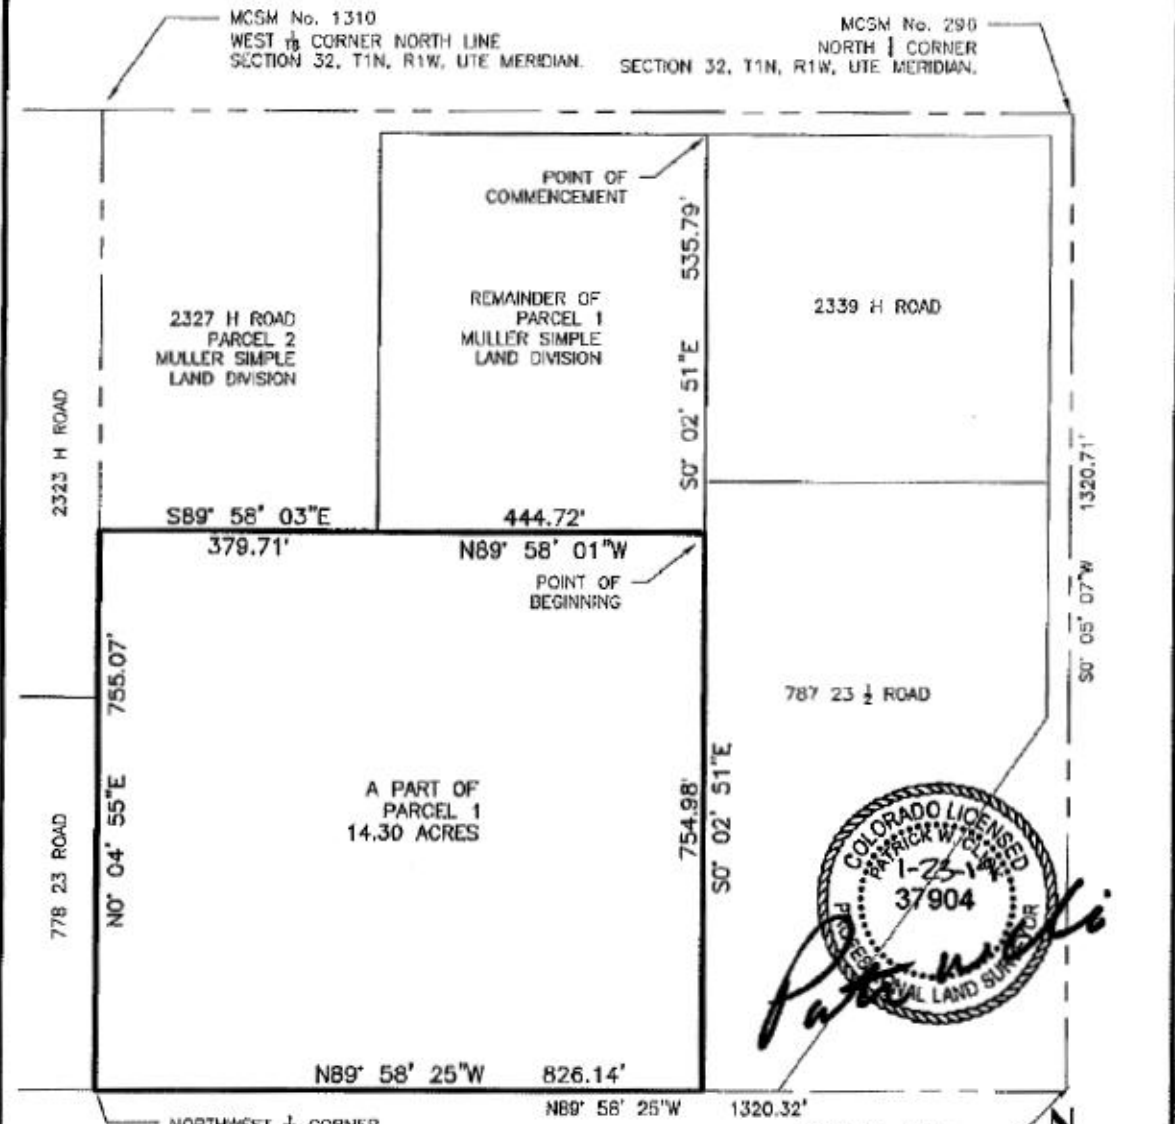 MCSM No. 1310
WEST 1/16 CORNER NORTH LINE
SECTION 32, T1N, R1W, UTE MERIDIAN.
MCSM No. 290
NORTH 1/4 CORNER
SECTION 32, T1N, R1W, UTE MERIDIAN.
POINT OF
COMMENCEMENT
535.79'
S0° 02' 51"E
2327 H ROAD
PARCEL 2
MULLER SIMPLE
LAND DIVISION
REMAINDER OF
PARCEL 1
MULLER SIMPLE
LAND DIVISION
2339 H ROAD
2323 H ROAD
1320.71'
S0° 05' 07"W
S89° 58' 03"E
379.71'
444.72'
N89° 58' 01"W
POINT OF
BEGINNING
755.07'
N0° 04' 55"E
787 23 1/2 ROAD
778 23 ROAD
A PART OF
PARCEL 1
14.30 ACRES
754.98'
S0° 02' 51"E
COLORADO LICENSED
PATRICK W.
37904
PROFESSIONAL LAND SURVEYOR
N89° 58' 25"W 826.14'
N89° 58' 25"W 1320.32'
NORTHWEST CORNER